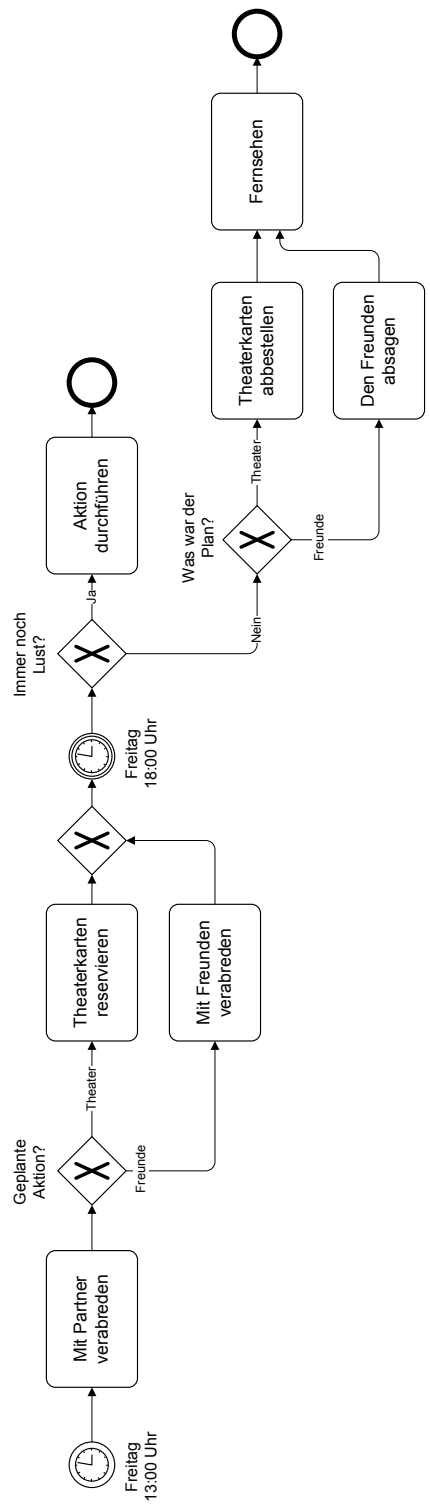 Freitag
13:00 Uhr
Mit Partner
verabreden
Geplante
Aktion?
Theater
Freunde
Theaterkarten
reservieren
Mit Freunden
verabreden
Freitag
18:00 Uhr
Immer noch
Lust?
Ja
Nein
Aktion
durchführen
Was war der
Plan?
Theater
Freunde
Theaterkarten
abbestellen
Den Freunden
absagen
Fernsehen